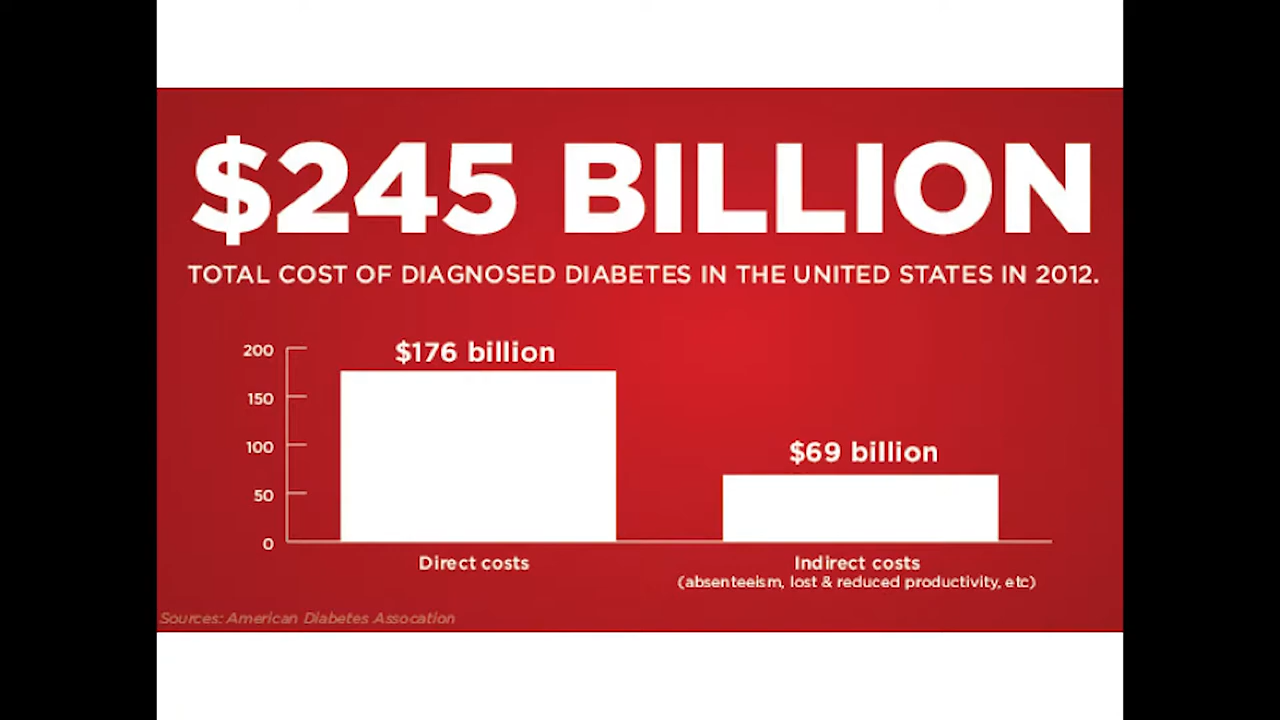 $245 BILLION
TOTAL COST OF DIAGNOSED DIABETES IN THE UNITED STATES IN 2012.
200
150
100
50
0
$176 billion
$69 billion
Direct costs
Indirect costs
(absenteeism, lost & reduced productivity, etc)
Sources: American Diabetes Assocation